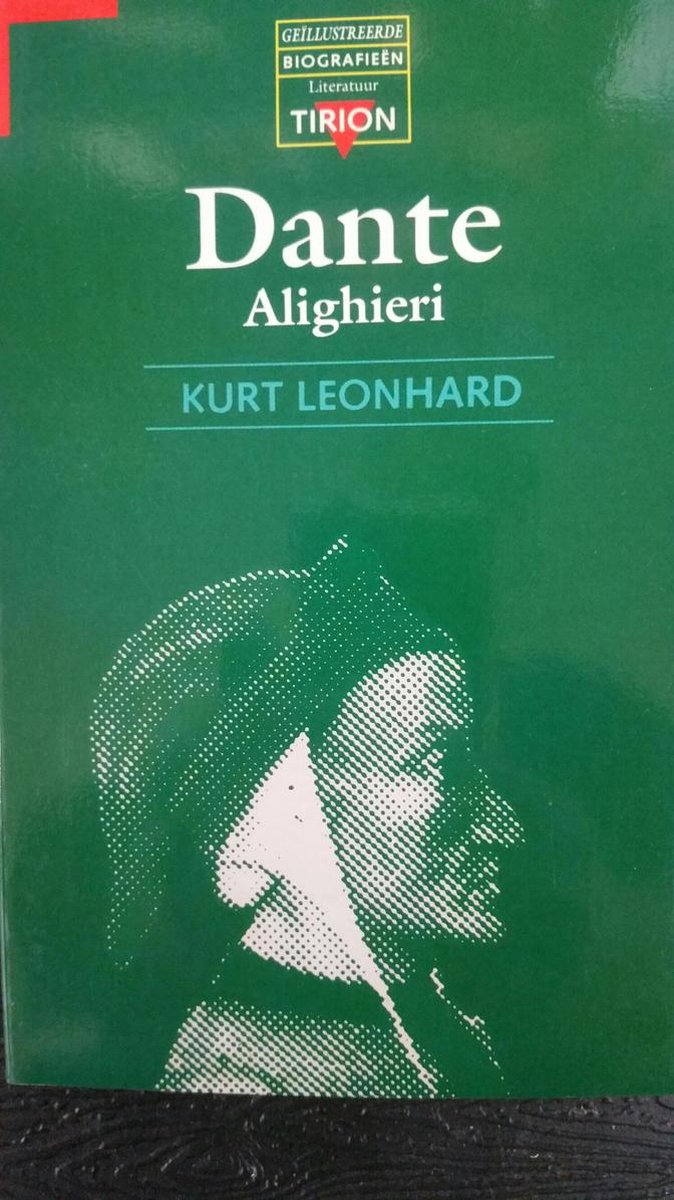 GEÏLLUSTREERDE
BIOGRAFIEËN
Literatuur
TIRION
Dante
Alighieri
KURT LEONHARD